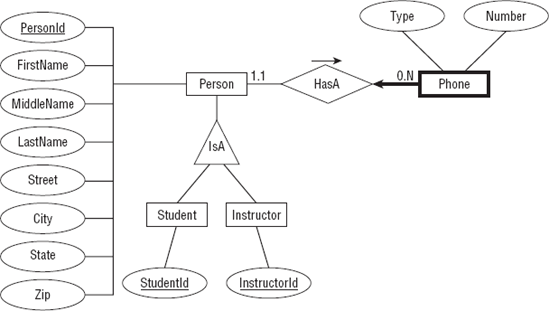 PersonId
FirstName
MiddleName
LastName
Street
City
State
Zip
Person
1.1
HasA
0.N
Phone
Type
Number
IsA
Student
Instructor
StudentId
InstructorId